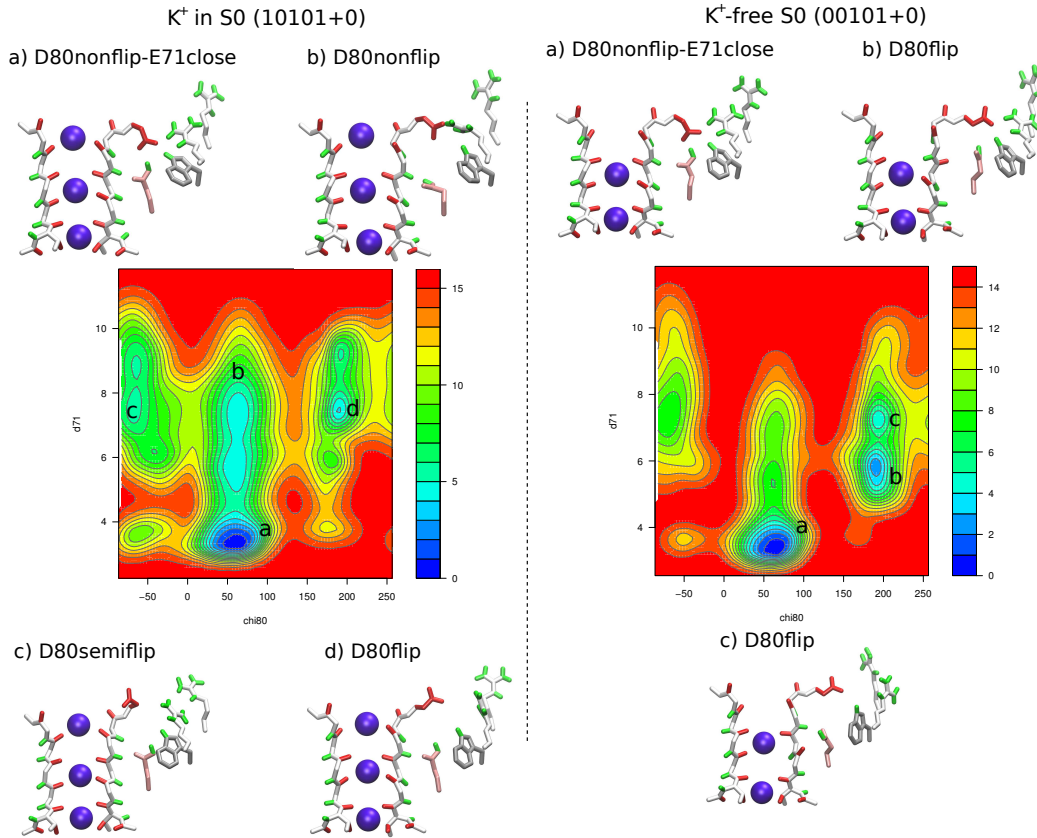 K⁺ in S0 (10101+0)
K⁺-free S0 (00101+0)
a) D80nonflip-E71close
b) D80nonflip
a) D80nonflip-E71close
b) D80flip
10
8
6
4
d71
−50
0
50
100
150
200
250
chi80
15
10
5
0
a
b
c
d
10
8
6
4
d71
−50
0
50
100
150
200
250
chi80
14
12
10
8
6
4
2
0
a
b
c
c) D80semiflip
d) D80flip
c) D80flip